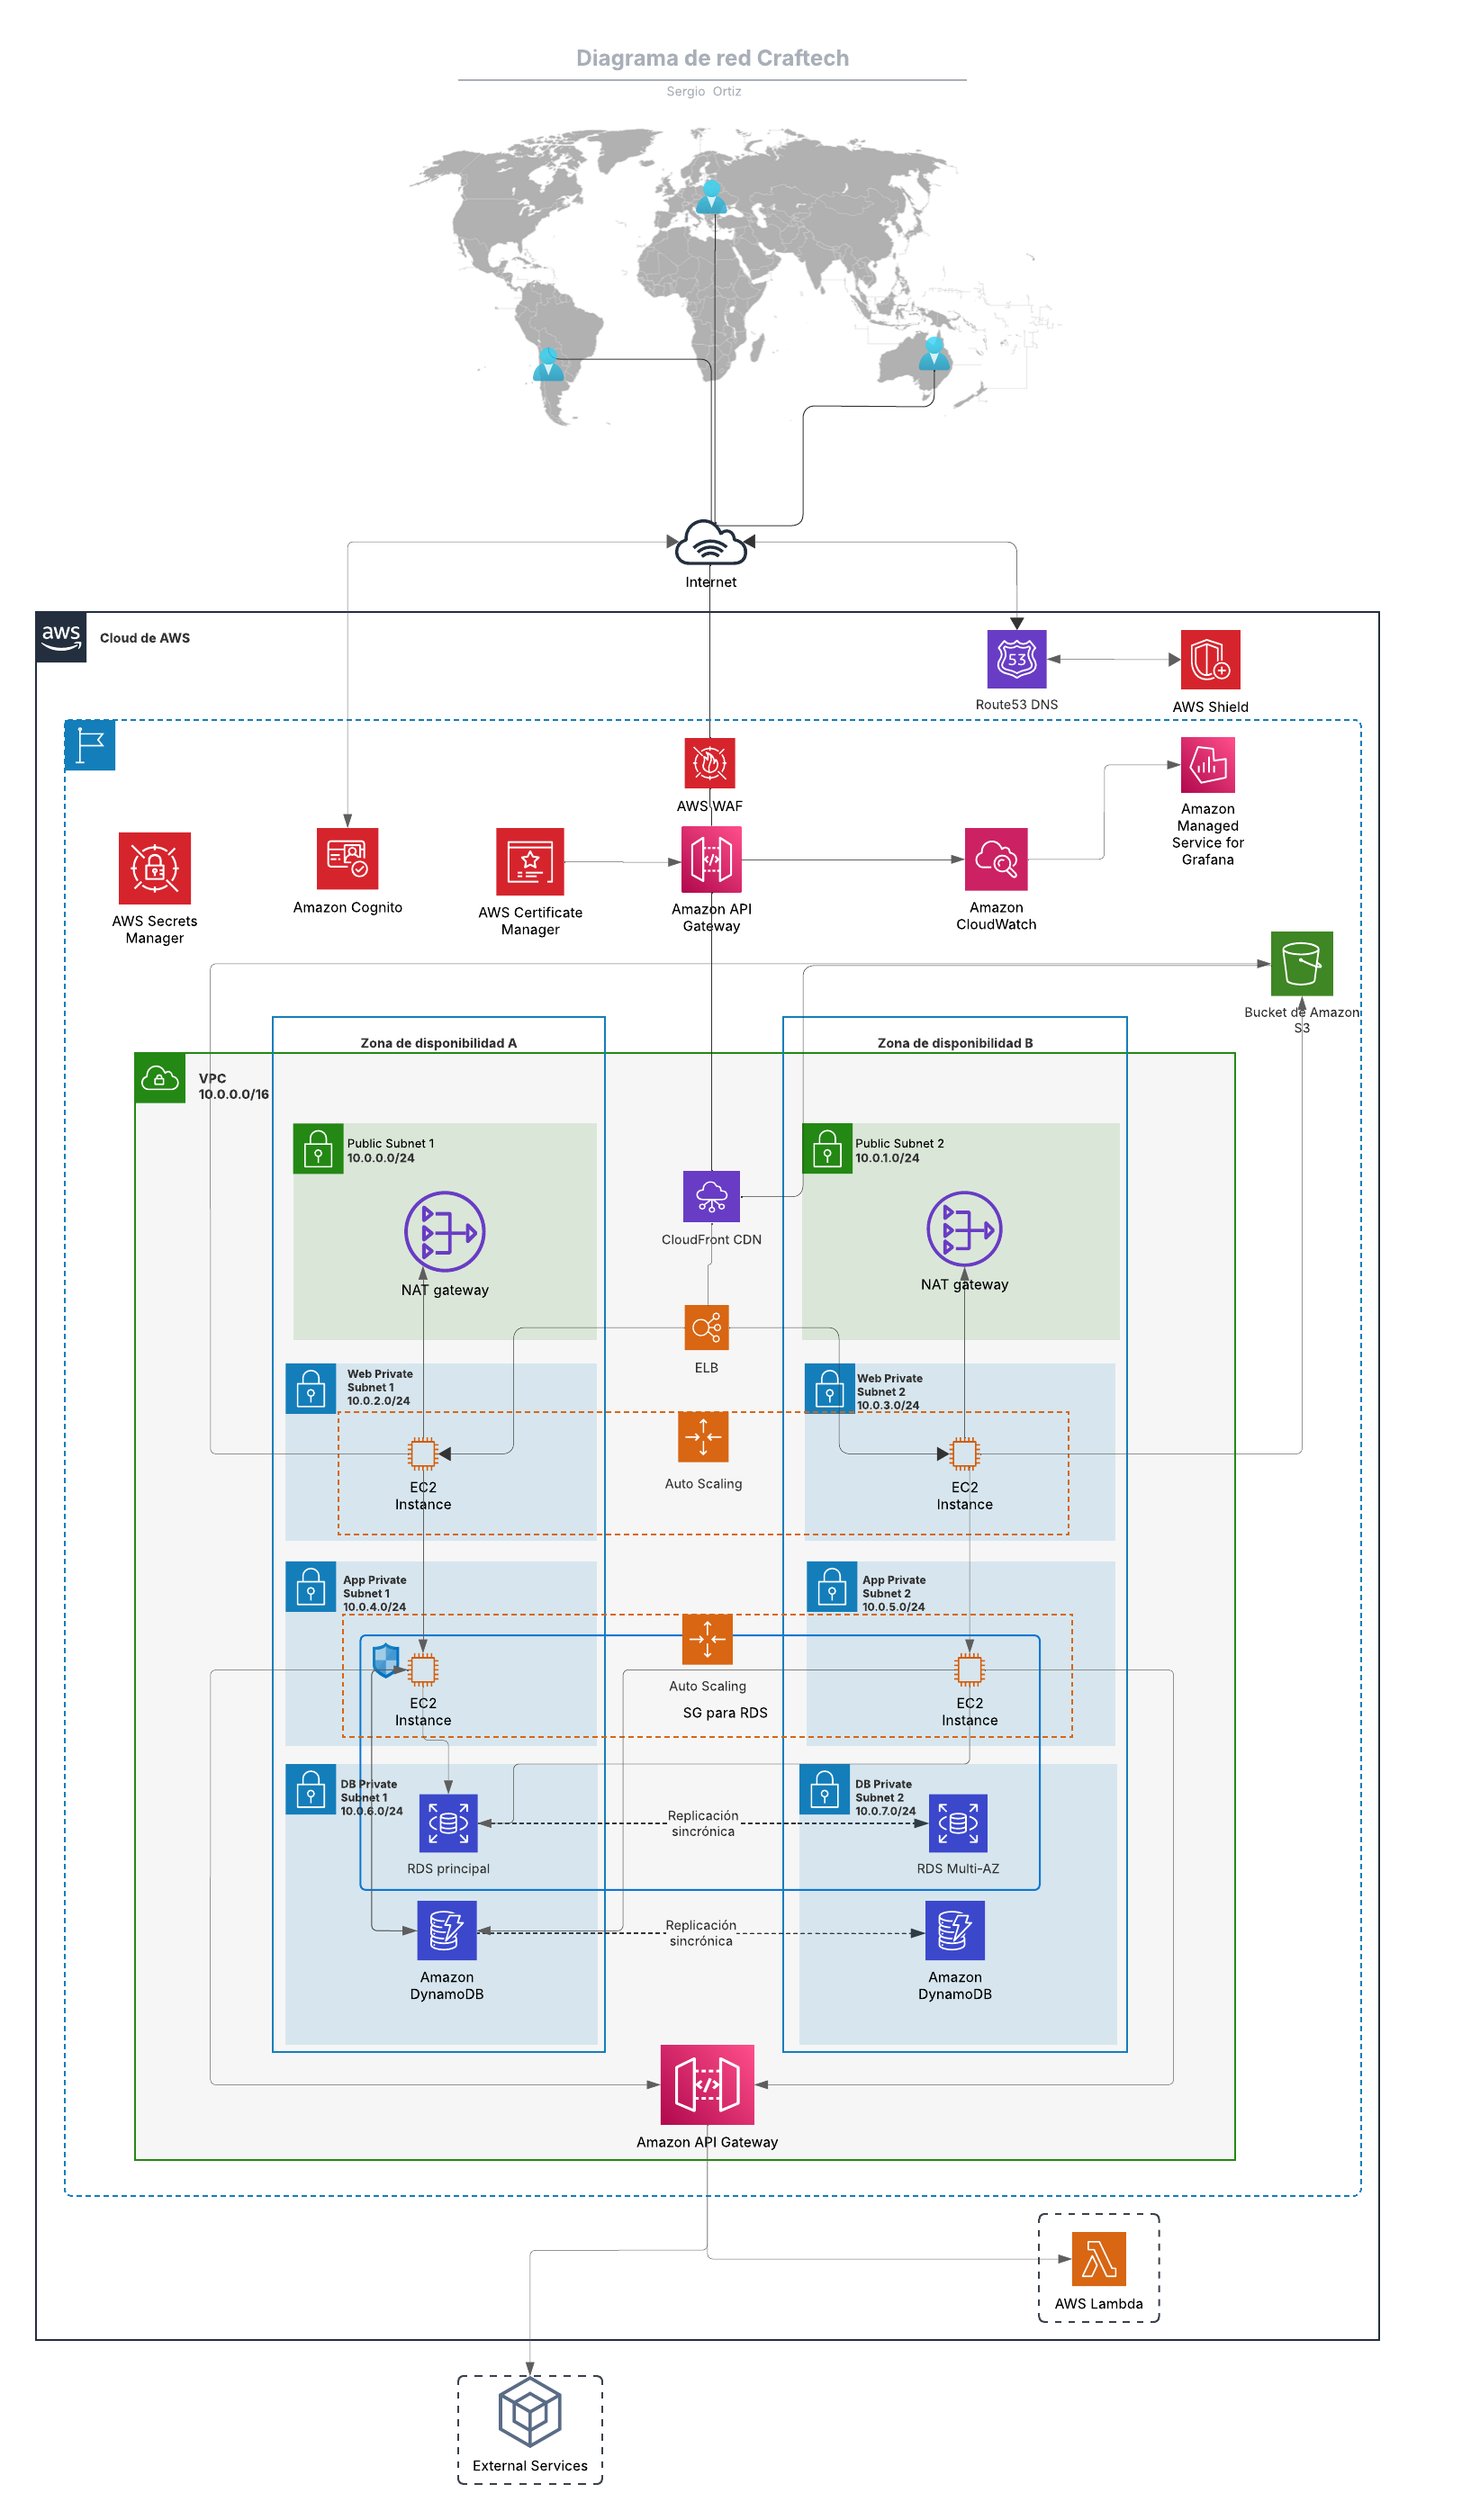 Diagrama de red Craftech
Sergio Ortiz
Internet
aws
Cloud de AWS
53
Route53 DNS
AWS Shield
AWS WAF
Amazon
Managed
Service for
Grafana
AWS Secrets
Manager
Amazon Cognito
AWS Certificate
Manager
Amazon API
Gateway
Amazon
CloudWatch
Bucket de Amazon
S3
Zona de disponibilidad A
Zona de disponibilidad B
VPC
10.0.0.0/16
Public Subnet 1
10.0.0.0/24
Public Subnet 2
10.0.1.0/24
NAT gateway
CloudFront CDN
NAT gateway
ELB
Web Private
Subnet 1
10.0.2.0/24
Web Private
Subnet 2
10.0.3.0/24
EC2
Instance
Auto Scaling
EC2
Instance
App Private
Subnet 1
10.0.4.0/24
App Private
Subnet 2
10.0.5.0/24
EC2
Instance
Auto Scaling
SG para RDS
EC2
Instance
DB Private
Subnet 1
10.0.6.0/24
DB Private
Subnet 2
10.0.7.0/24
Replicación
sincrónica
RDS principal
RDS Multi-AZ
Replicación
sincrónica
Amazon
DynamoDB
Amazon
DynamoDB
Amazon API Gateway
AWS Lambda
External Services